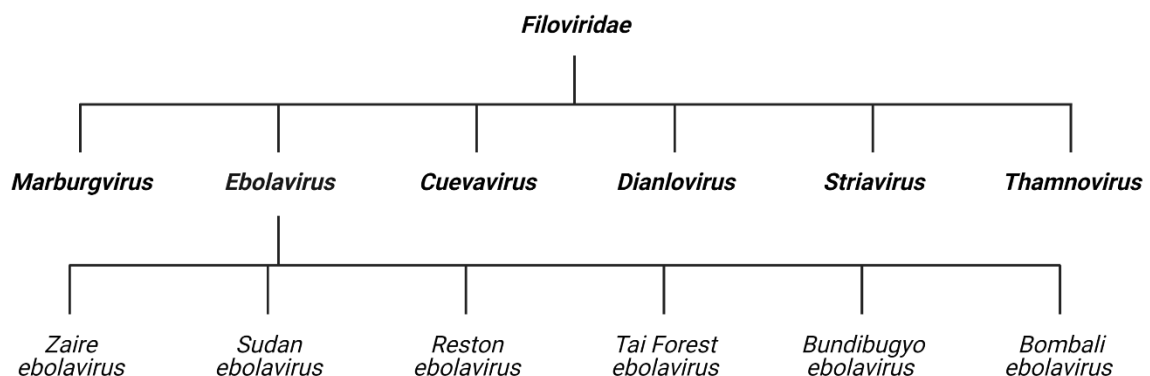 Filoviridae
Marburgvirus Ebolavirus Cuevavirus Dianlovirus Striavirus Thamnovirus
Zaire Sudan Reston Tai Forest Bundibugyo Bombali
ebolavirus ebolavirus ebolavirus ebolavirus ebolavirus ebolavirus